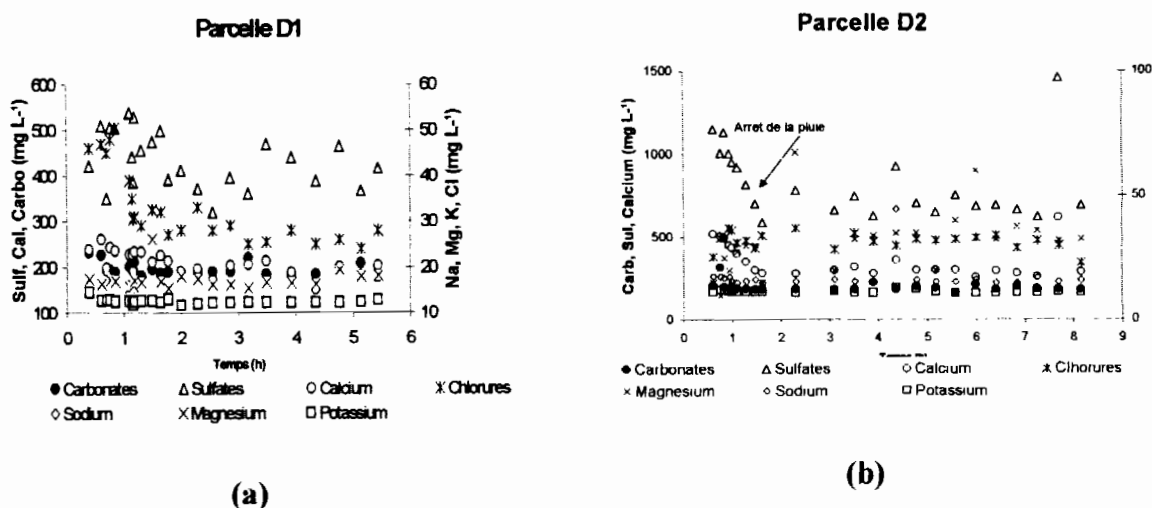 Parcelle D1
Sulf, Cal, Carbo (mg L⁻¹)
600
500
400
300
200
100
60
50
40
30
20
10
Na, Mg, K, Cl (mg L⁻¹)
0 1 2 3 4 5 6
Temps (h)
Carbonates Sulfates Calcium Chlorures
Sodium Magnesium Potassium
(a)
Parcelle D2
Carb, Sul, Calcium (mg L⁻¹)
1500
1000
500
0
100
50
0
Arret de la pluie
0 1 2 3 4 5 6 7 8 9
Carbonates Sulfates Calcium Clhorures
Magnesium Sodium Potassium
(b)